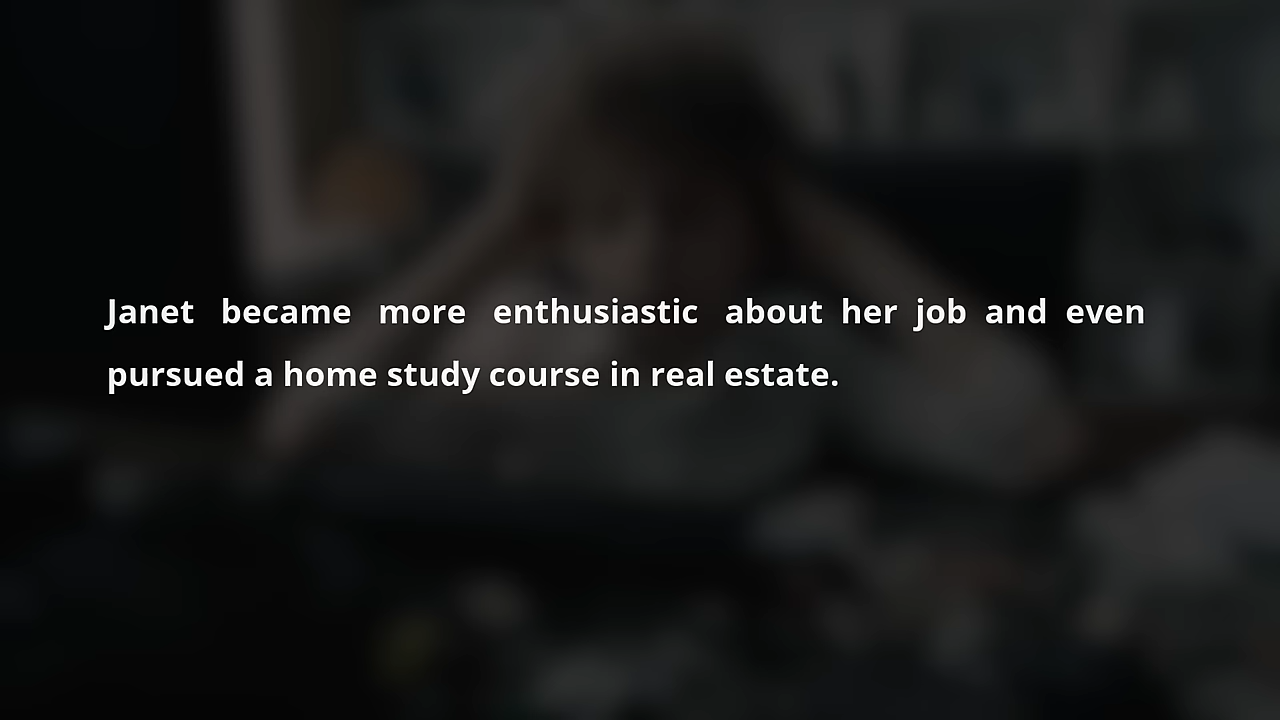 Janet became more enthusiastic about her job and even
pursued a home study course in real estate.